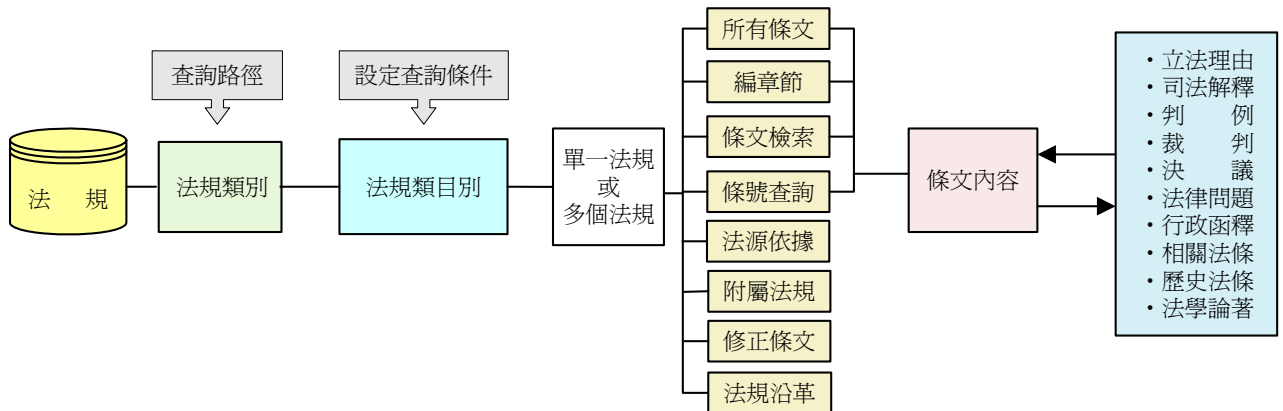 查詢路徑
設定查詢條件
法　規
法規類別
法規類目別
單一法規
或
多個法規
所有條文
編章節
條文檢索
條號查詢
法源依據
附屬法規
修正條文
法規沿革
條文內容
・立法理由
・司法解釋
・判　　例
・裁　　判
・決　　議
・法律問題
・行政函釋
・相關法條
・歷史法條
・法學論著